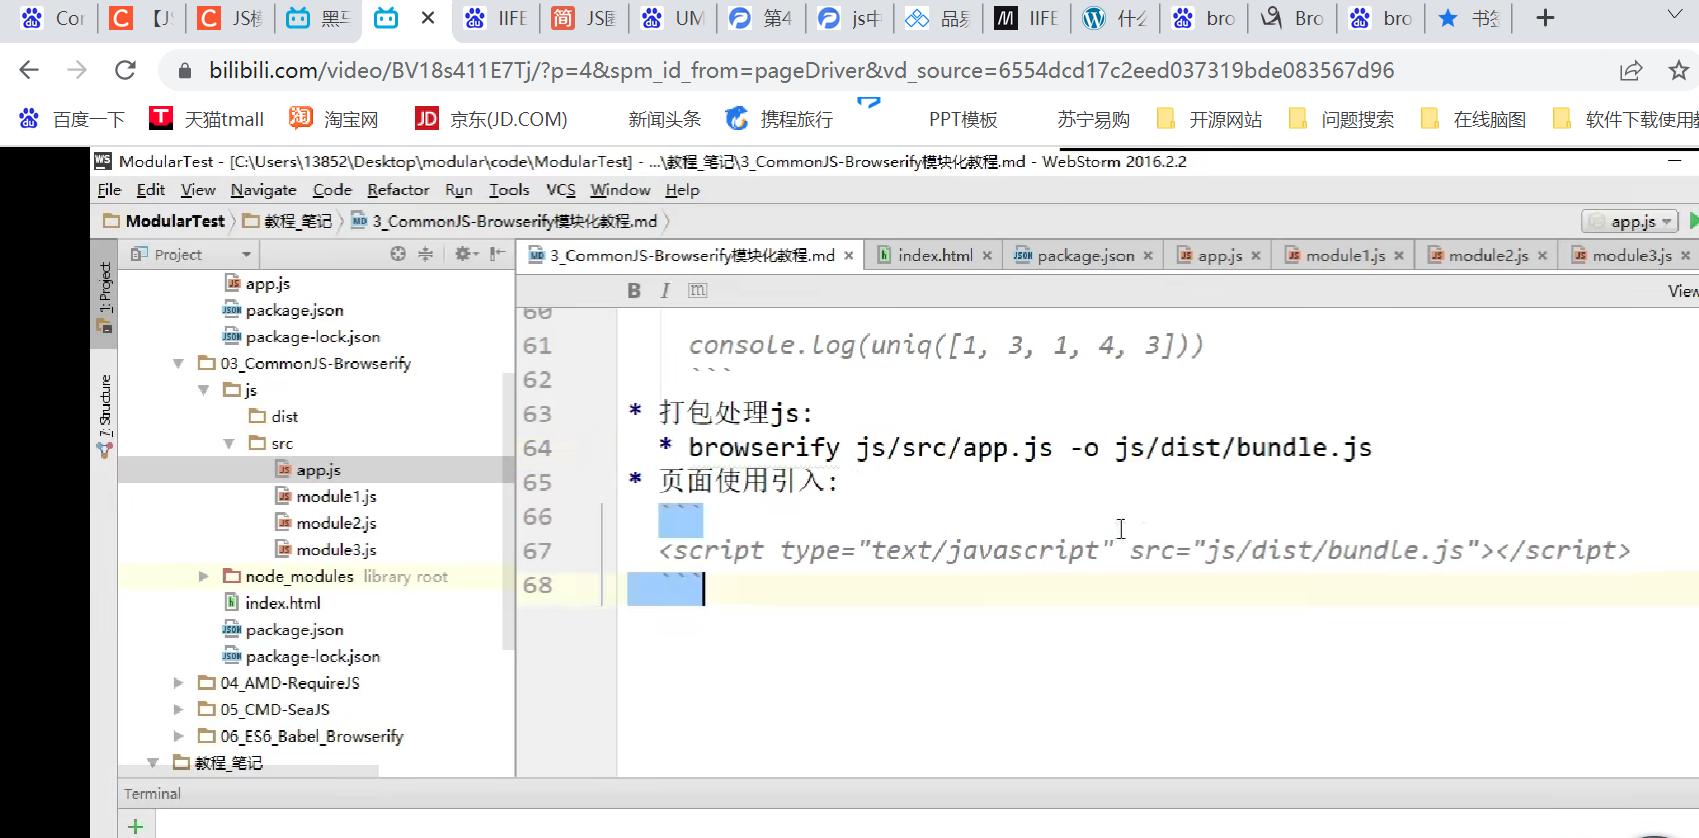 Cor 【JS JS模 黑马 IIFE JS匿 UM 第4 js中 品易 IIFE 什么 bro Bro bro 书签
bilibili.com/video/BV18s411E7Tj/?p=4&spm_id_from=pageDriver&vd_source=6554dcd17c2eed037319bde083567d96
百度一下 天猫tmall 淘宝网 京东(JD.COM) 新闻头条 携程旅行 PPT模板 苏宁易购 开源网站 问题搜索 在线脑图 软件下载使用教
ModularTest - [C:\Users\13852\Desktop\modular\code\ModularTest] - ...\教程_笔记\3_CommonJS-Browserify模块化教程.md - WebStorm 2016.2.2
File Edit View Navigate Code Refactor Run Tools VCS Window Help
ModularTest 教程_笔记 3_CommonJS-Browserify模块化教程.md app.js
Project 3_CommonJS-Browserify模块化教程.md index.html package.json app.js module1.js module2.js module3.js
B I m View
1: Project
7: Structure
app.js
package.json
package-lock.json
03_CommonJS-Browserify
js
dist
src
app.js
module1.js
module2.js
module3.js
node_modules library root
index.html
package.json
package-lock.json
04_AMD-RequireJS
05_CMD-SeaJS
06_ES6_Babel_Browserify
教程_笔记
60
61 console.log(uniq([1, 3, 1, 4, 3]))
62 ```
63 * 打包处理js:
64 * browserify js/src/app.js -o js/dist/bundle.js
65 * 页面使用引入:
66 ```
67 <script type="text/javascript" src="js/dist/bundle.js"></script>
68 ```
Terminal